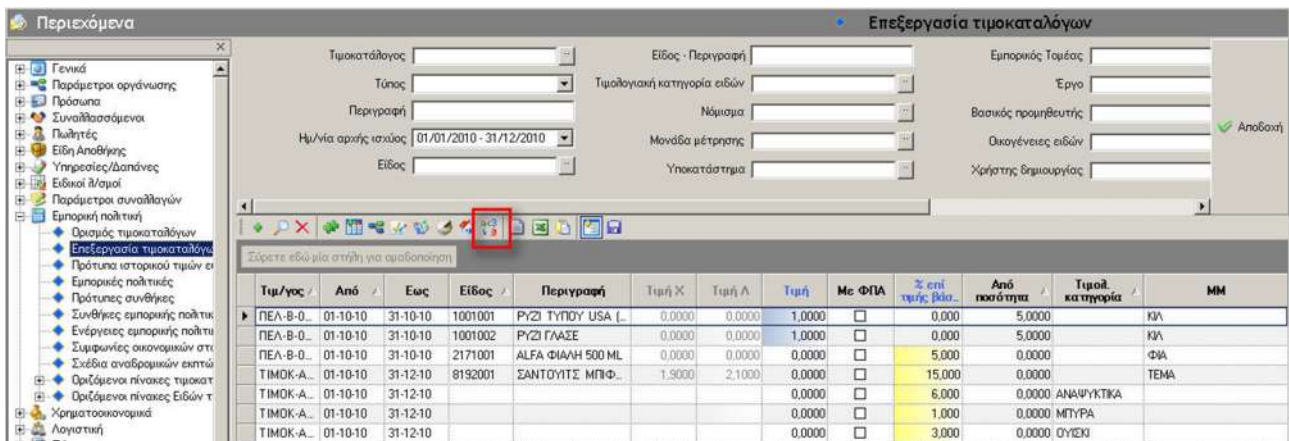 Περιεχόμενα
Επεξεργασία τιμοκαταλόγων
Γενικά
Παράμετροι οργάνωσης
Πρόσωπα
Συναλλασσόμενοι
Πωλητές
Είδη Αποθήκης
Υπηρεσίες/Δαπάνες
Ειδικοί λ/σμοί
Παράμετροι συναλλαγών
Εμπορική πολιτική
Ορισμός τιμοκαταλόγων
Επεξεργασία τιμοκαταλόγω
Πρότυπα ιστορικού τιμών ει
Εμπορικές πολιτικές
Πρότυπες συνθήκες
Συνθήκες εμπορικής πολιτικ
Ενέργειες εμπορικής πολιτι
Συμφωνίες οικονομικών στο
Σχέδια αναδρομικών εκπτώ
Οριζόμενοι πίνακες τιμοκατ
Οριζόμενοι πίνακες Ειδών τ
Χρηματοοικονομικά
Λογιστική
Τιμοκατάλογος
Τύπος
Περιγραφή
Ημ/νία αρχής ισχύος 01/01/2010 - 31/12/2010
Είδος
Είδος - Περιγραφή
Τιμολογιακή κατηγορία ειδών
Νόμισμα
Μονάδα μέτρησης
Υποκατάστημα
Εμπορικός Τομέας
Έργο
Βασικός προμηθευτής
Οικογένειες ειδών
Χρήστης δημιουργίας
Αποδοχή
Σύρετε εδώ μία στήλη για ομαδοποίηση
Τιμ/γος Από Εως Είδος Περιγραφή Τιμή Χ Τιμή Λ Τιμή Με ΦΠΑ % επί τιμής βάσ... Από ποσότητα Τιμολ. κατηγορία ΜΜ
ΠΕΛ-Β-0... 01-10-10 31-10-10 1001001 ΡΥΖΙ ΤΥΠΟΥ USA (... 0,0000 0,0000 1,0000 0,000 5,0000 ΚΙΛ
ΠΕΛ-Β-0... 01-10-10 31-10-10 1001002 ΡΥΖΙ ΓΛΑΣΕ 0,0000 0,0000 1,0000 0,000 5,0000 ΚΙΛ
ΠΕΛ-Β-0... 01-10-10 31-10-10 2171001 ALFA ΦΙΑΛΗ 500 ML 0,0000 0,0000 0,0000 5,000 0,0000 ΦΙΑ
ΤΙΜΟΚ-Α... 01-10-10 31-12-10 8192001 ΣΑΝΤΟΥΙΤΣ ΜΠΙΦ... 1,9000 2,1000 0,0000 15,000 0,0000 ΤΕΜΑ
ΤΙΜΟΚ-Α... 01-10-10 31-12-10 0,0000 6,000 0,0000 ΑΝΑΨΥΚΤΙΚΑ
ΤΙΜΟΚ-Α... 01-10-10 31-12-10 0,0000 1,000 0,0000 ΜΠΥΡΑ
ΤΙΜΟΚ-Α... 01-10-10 31-12-10 0,0000 3,000 0,0000 ΟΥΙΣΚΙ